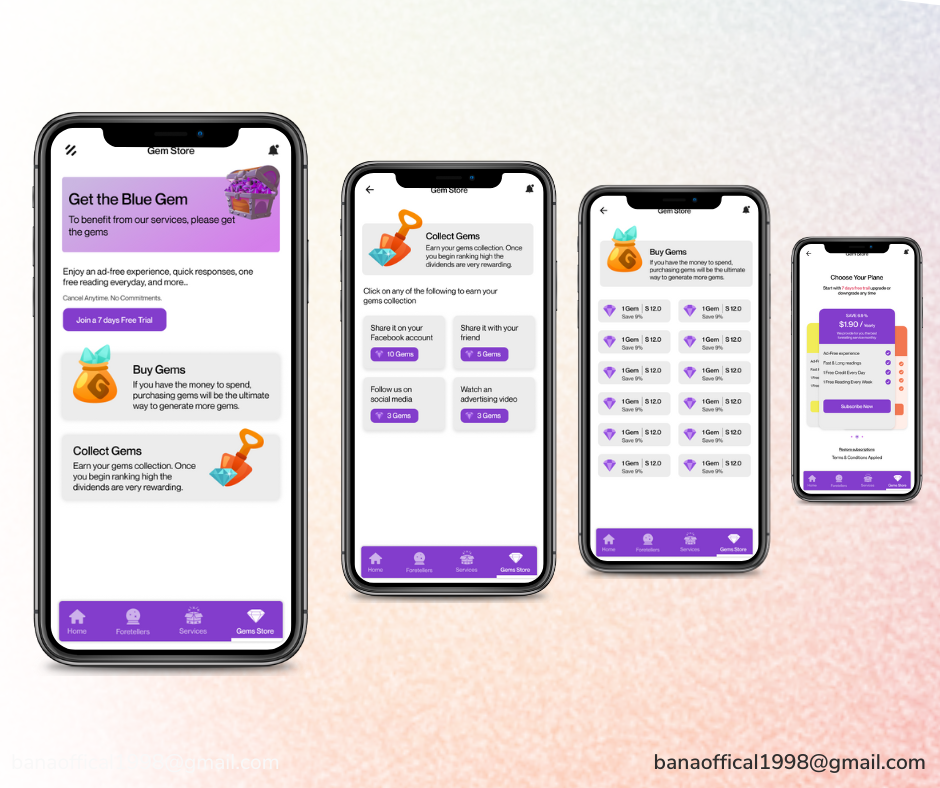 Gem Store
Get the Blue Gem
To benefit from our services, please get
the gems
Enjoy an ad-free experience, quick responses, one
free reading everyday, and more...
Cancel Anytime. No Commitments.
Join a 7 days Free Trial
Buy Gems
If you have the money to spend,
purchasing gems will be the ultimate
way to generate more gems.
Collect Gems
Earn your gems collection. Once
you begin ranking high the
dividends are very rewarding.
Home
Foretellers
Services
Gems Store
Gem Store
Collect Gems
Earn your gems collection. Once
you begin ranking high the
dividends are very rewarding.
Click on any of the following to earn your
gems collection
Share it on your
Facebook account
10 Gems
Share it with your
friend
5 Gems
Follow us on
social media
3 Gems
Watch an
advertising video
3 Gems
Home
Foretellers
Services
Gems Store
Gem Store
Buy Gems
If you have the money to spend,
purchasing gems will be the ultimate
way to generate more gems.
1 Gem | $ 12.0
Save 9%
1 Gem | $ 12.0
Save 9%
1 Gem | $ 12.0
Save 9%
1 Gem | $ 12.0
Save 9%
1 Gem | $ 12.0
Save 9%
1 Gem | $ 12.0
Save 9%
1 Gem | $ 12.0
Save 9%
1 Gem | $ 12.0
Save 9%
1 Gem | $ 12.0
Save 9%
1 Gem | $ 12.0
Save 9%
1 Gem | $ 12.0
Save 9%
1 Gem | $ 12.0
Save 9%
Home
Foretellers
Services
Gems Store
Gem Store
Choose Your Plane
Start with 7 days free trail,upgrade or
downgrade any time
$1.90 / Yearly
Ad-Free experience
Fast & Long readings
1 Free Credit Every Day
1 Free Reading Every Week
Subscribe Now
Restore subscriptions
Terms & Conditions Applied
Home
Foretellers
Services
Gems Store
banaoffical1998@gmail.com
banaoffical1998@gmail.com